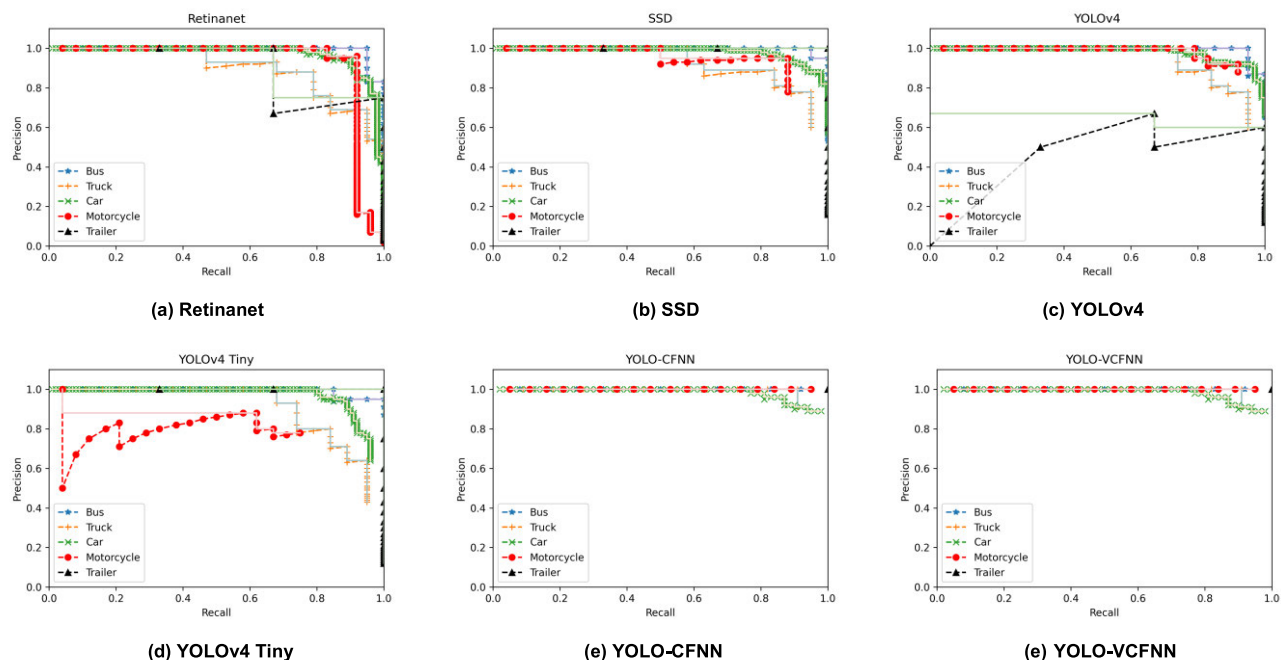 Retinanet
1.0
0.8
0.6
0.4
0.2
0.0
Precision
Bus
Truck
Car
Motorcycle
Trailer
0.0 0.2 0.4 0.6 0.8 1.0
Recall
(a) Retinanet
SSD
1.0
0.8
0.6
0.4
0.2
0.0
Precision
Bus
Truck
Car
Motorcycle
Trailer
0.0 0.2 0.4 0.6 0.8 1.0
Recall
(b) SSD
YOLOv4
1.0
0.8
0.6
0.4
0.2
0.0
Precision
Bus
Truck
Car
Motorcycle
Trailer
0.0 0.2 0.4 0.6 0.8 1.0
Recall
(c) YOLOv4
YOLOv4 Tiny
1.0
0.8
0.6
0.4
0.2
0.0
Precision
Bus
Truck
Car
Motorcycle
Trailer
0.0 0.2 0.4 0.6 0.8 1.0
Recall
(d) YOLOv4 Tiny
YOLO-CFNN
1.0
0.8
0.6
0.4
0.2
0.0
Precision
Bus
Truck
Car
Motorcycle
Trailer
0.0 0.2 0.4 0.6 0.8 1.0
Recall
(e) YOLO-CFNN
YOLO-VCFNN
1.0
0.8
0.6
0.4
0.2
0.0
Precision
Bus
Truck
Car
Motorcycle
Trailer
0.0 0.2 0.4 0.6 0.8 1.0
Recall
(e) YOLO-VCFNN